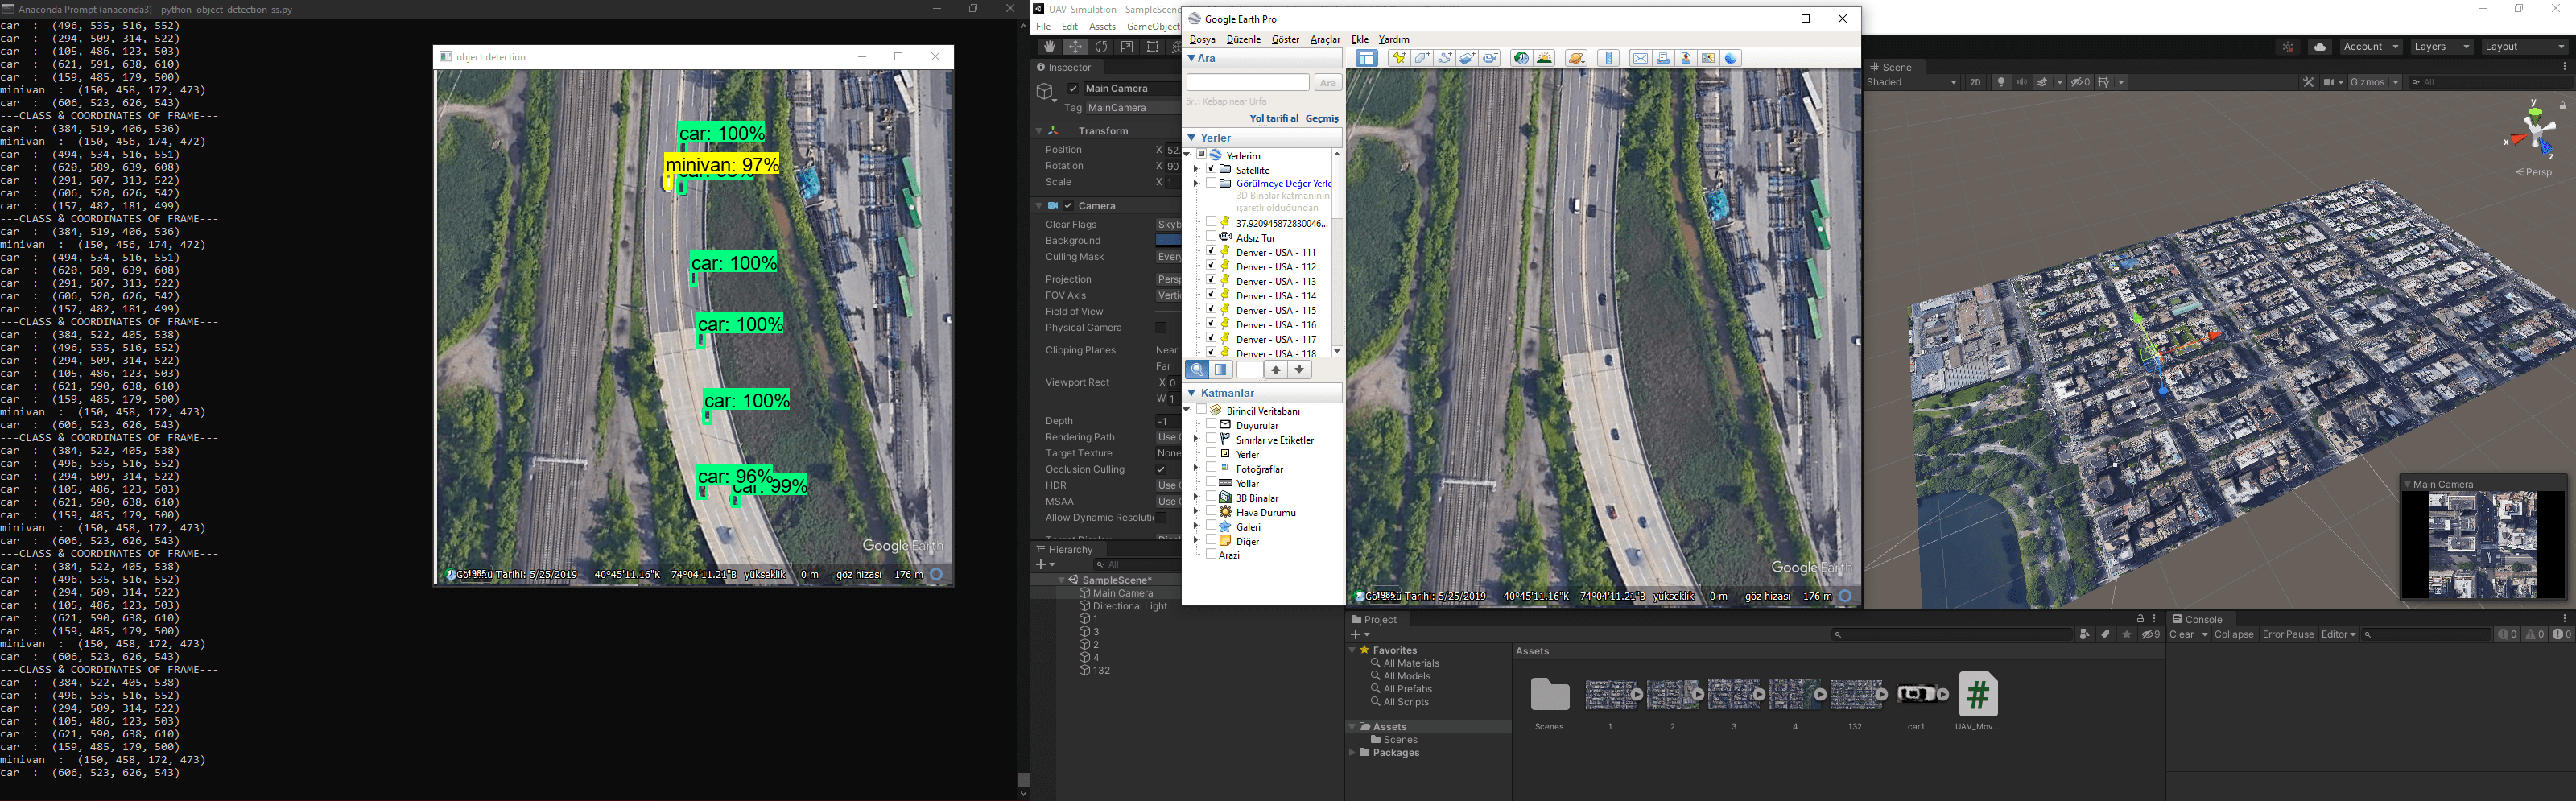 Anaconda Prompt (anaconda3) - python object_detection_ss.py
car : (496, 535, 516, 552)
car : (294, 509, 314, 522)
car : (105, 486, 123, 503)
car : (621, 591, 638, 610)
car : (159, 485, 179, 500)
minivan : (150, 458, 172, 473)
car : (606, 523, 626, 543)
---CLASS & COORDINATES OF FRAME---
car : (384, 519, 406, 536)
minivan : (150, 456, 174, 472)
car : (494, 534, 516, 551)
car : (620, 589, 639, 608)
car : (291, 507, 313, 522)
car : (606, 520, 626, 542)
car : (157, 482, 181, 499)
---CLASS & COORDINATES OF FRAME---
car : (384, 519, 406, 536)
minivan : (150, 456, 174, 472)
car : (494, 534, 516, 551)
car : (620, 589, 639, 608)
car : (291, 507, 313, 522)
car : (606, 520, 626, 542)
car : (157, 482, 181, 499)
---CLASS & COORDINATES OF FRAME---
car : (384, 522, 405, 538)
car : (496, 535, 516, 552)
car : (294, 509, 314, 522)
car : (105, 486, 123, 503)
car : (621, 590, 638, 610)
car : (159, 485, 179, 500)
minivan : (150, 458, 172, 473)
car : (606, 523, 626, 543)
---CLASS & COORDINATES OF FRAME---
car : (384, 522, 405, 538)
car : (496, 535, 516, 552)
car : (294, 509, 314, 522)
car : (105, 486, 123, 503)
car : (621, 590, 638, 610)
car : (159, 485, 179, 500)
minivan : (150, 458, 172, 473)
car : (606, 523, 626, 543)
---CLASS & COORDINATES OF FRAME---
car : (384, 522, 405, 538)
car : (496, 535, 516, 552)
car : (294, 509, 314, 522)
car : (105, 486, 123, 503)
car : (621, 590, 638, 610)
car : (159, 485, 179, 500)
minivan : (150, 458, 172, 473)
car : (606, 523, 626, 543)
---CLASS & COORDINATES OF FRAME---
car : (384, 522, 405, 538)
car : (496, 535, 516, 552)
car : (294, 509, 314, 522)
car : (105, 486, 123, 503)
car : (621, 590, 638, 610)
car : (159, 485, 179, 500)
minivan : (150, 458, 172, 473)
car : (606, 523, 626, 543)
object detection
car: 100%
minivan: 97%
car: 100%
car: 100%
car: 100%
car: 96%
car: 99%
Google Earth
1985
Tarihi: 5/25/2019 40°45'11.16"K 74°04'11.21"B yükseklik 0 m göz hizası 176 m
UAV-Simulation - SampleScene
File Edit Assets GameObject
Inspector
Main Camera
Tag MainCamera
Transform
Position X 52
Rotation X 90
Scale X 1
Camera
Clear Flags Skyb
Background
Culling Mask Every
Projection Persp
FOV Axis Vertic
Field of View
Physical Camera
Clipping Planes Near
Far
Viewport Rect X 0
W 1
Depth -1
Rendering Path Use
Target Texture None
Occlusion Culling
HDR Use
MSAA Use
Allow Dynamic Resoluti
Hierarchy
All
SampleScene*
Main Camera
Directional Light
1
3
2
4
132
Google Earth Pro
Dosya Düzenle Göster Araçlar Ekle Yardım
Ara
Ara
ör.: Kebap near Urfa
Yol tarifi al Geçmiş
Yerler
Yerlerim
Satellite
Görülmeye Değer Yerle
3D Binalar katmanının
işaretli olduğundan
37.920945872830046...
Adsız Tur
Denver - USA - 111
Denver - USA - 112
Denver - USA - 113
Denver - USA - 114
Denver - USA - 115
Denver - USA - 116
Denver - USA - 117
Denver - USA - 118
Katmanlar
Birincil Veritabanı
Duyurular
Sınırlar ve Etiketler
Yerler
Fotoğraflar
Yollar
3B Binalar
Hava Durumu
Galeri
Diğer
Arazi
Google Earth
1985
Tarihi: 5/25/2019 40°45'11.16"K 74°04'11.21"B yükseklik 0 m göz hizası 176 m
Account Layers Layout
Scene
Shaded 2D 0 Gizmos All
y
x
z
Persp
Main Camera
Project
9
Favorites
All Materials
All Models
All Prefabs
All Scripts
Assets
Scenes
Packages
Assets
Scenes 1 2 3 4 132 car1 UAV_Mov...
Console
Clear Collapse Error Pause Editor 0 0 0